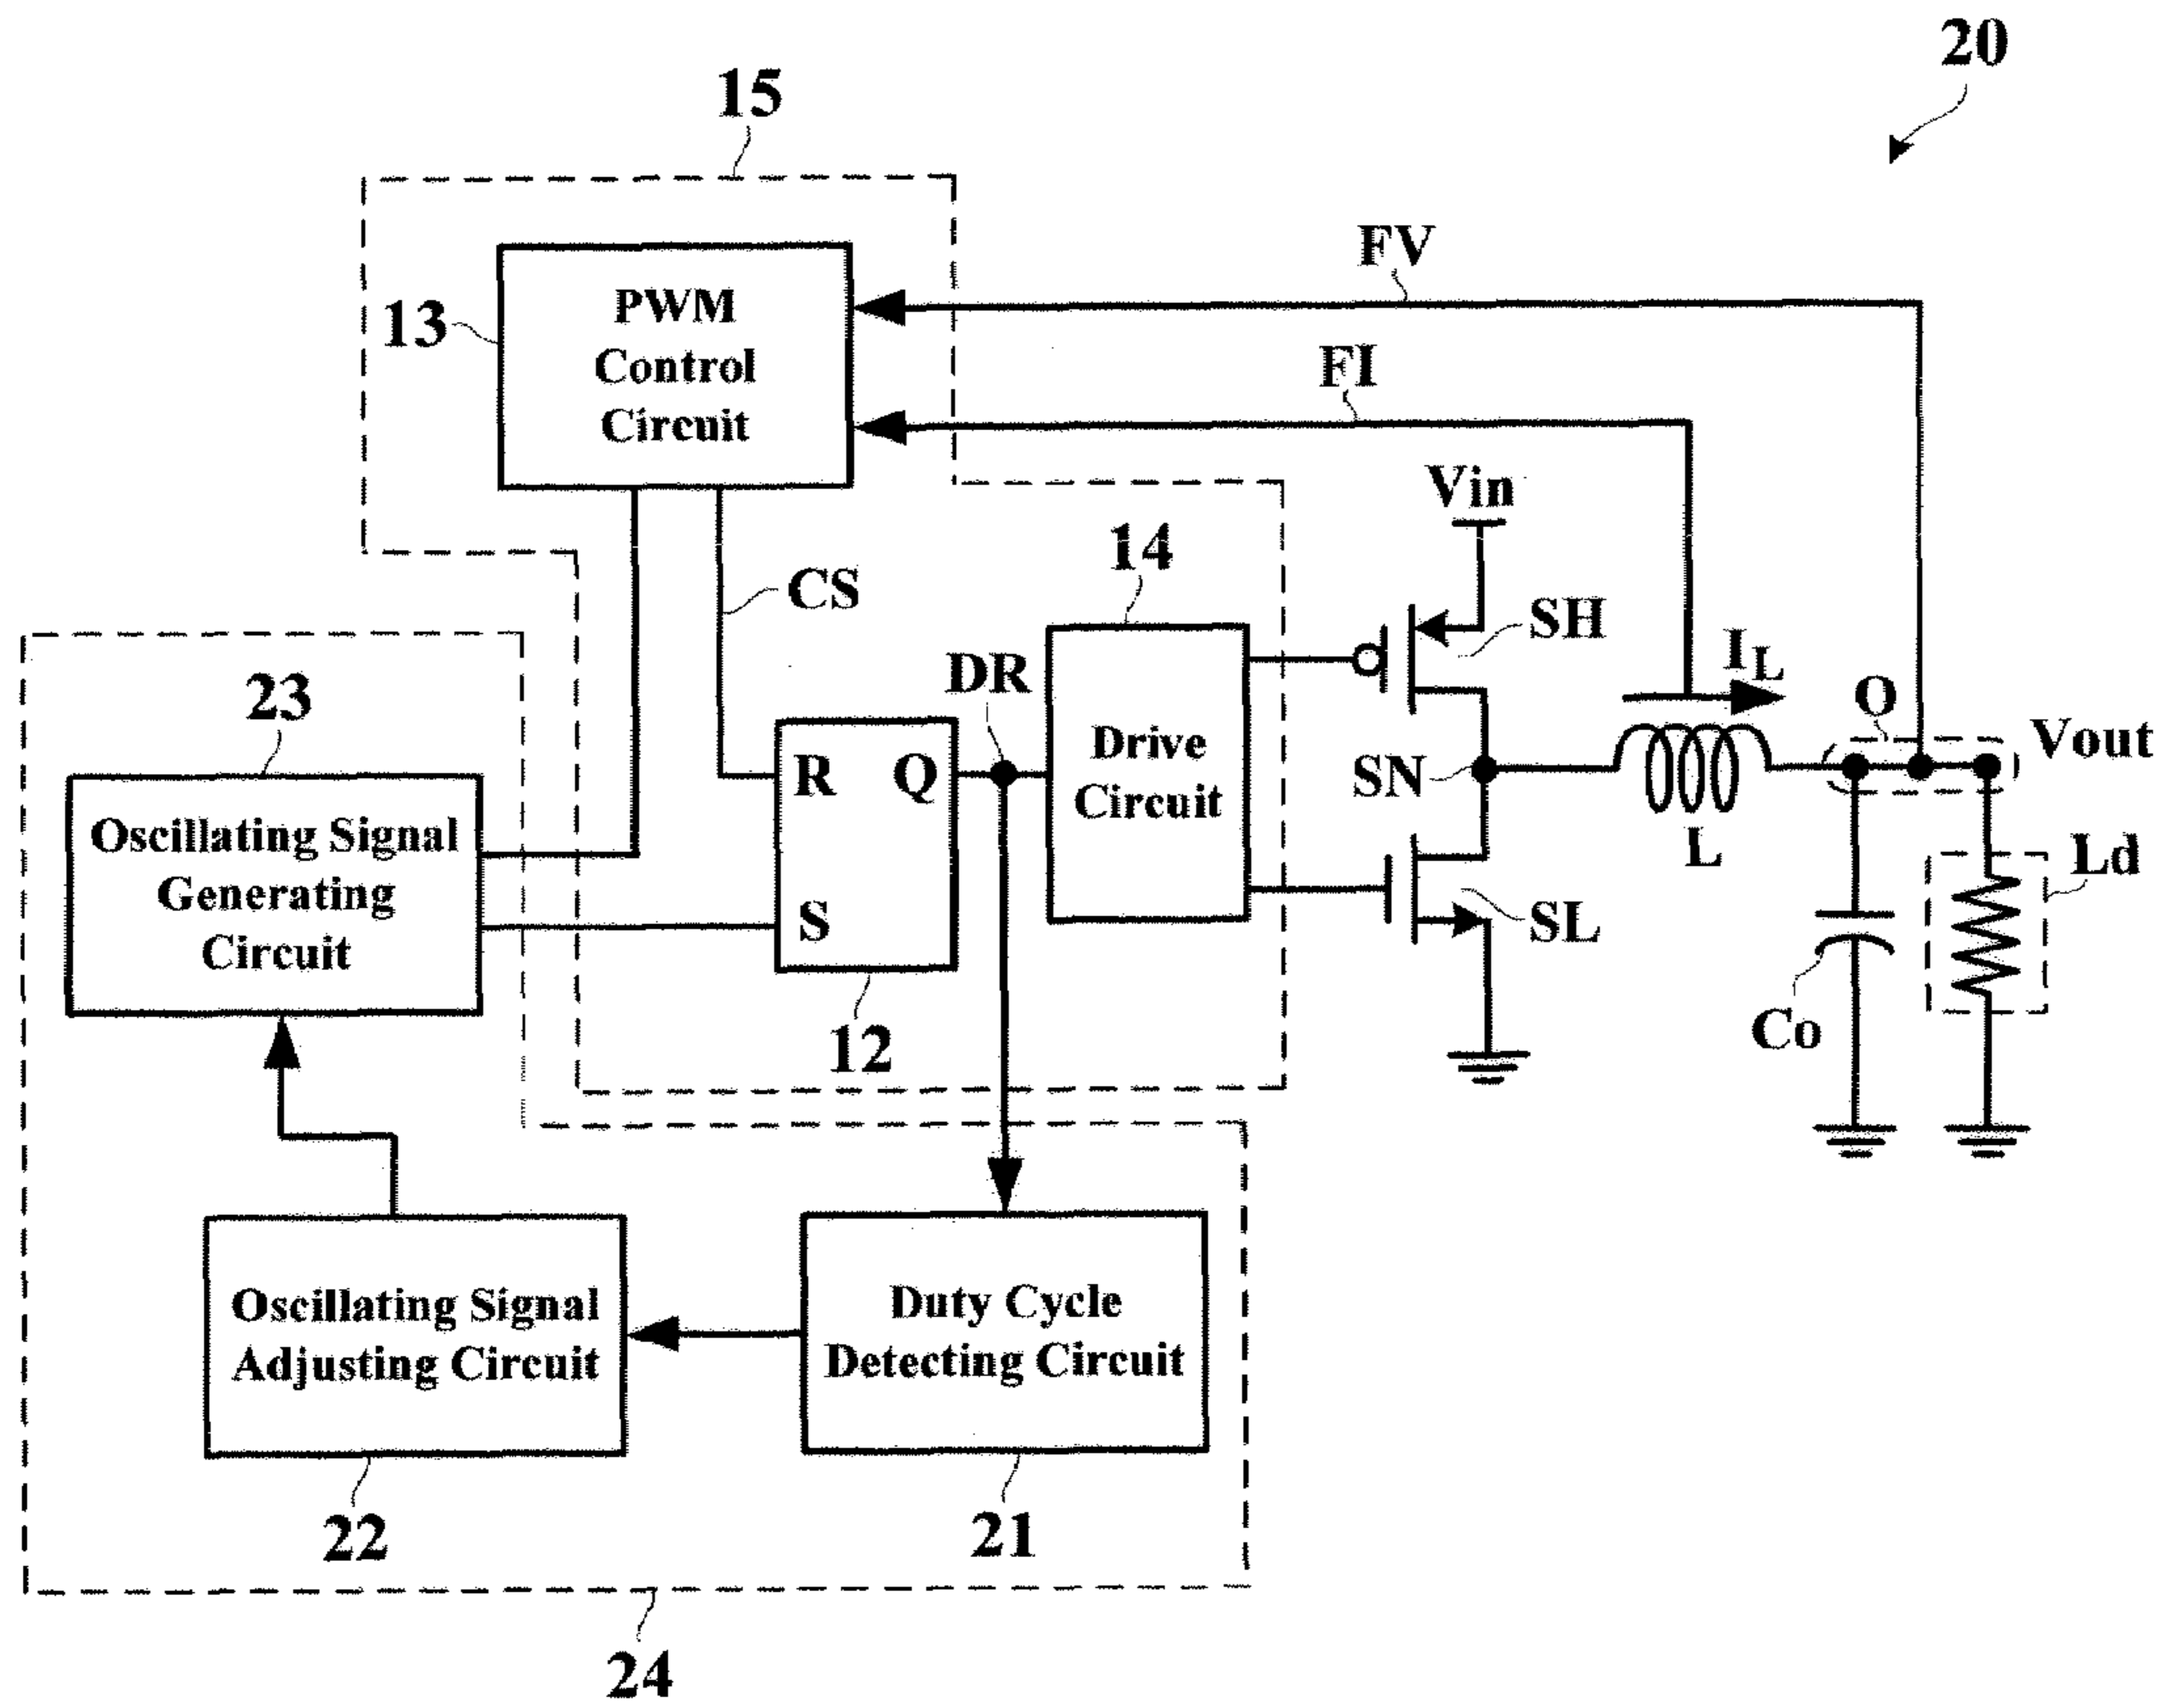 20
15
FV
PWM
Control
Circuit
13
FI
Vin
14
CS
SH
DR
I_L
23
O
Vout
R
Q
Drive
Circuit
SN
Oscillating Signal
Generating
Circuit
L
Ld
S
SL
12
Co
Oscillating Signal
Adjusting Circuit
Duty Cycle
Detecting Circuit
22
21
24